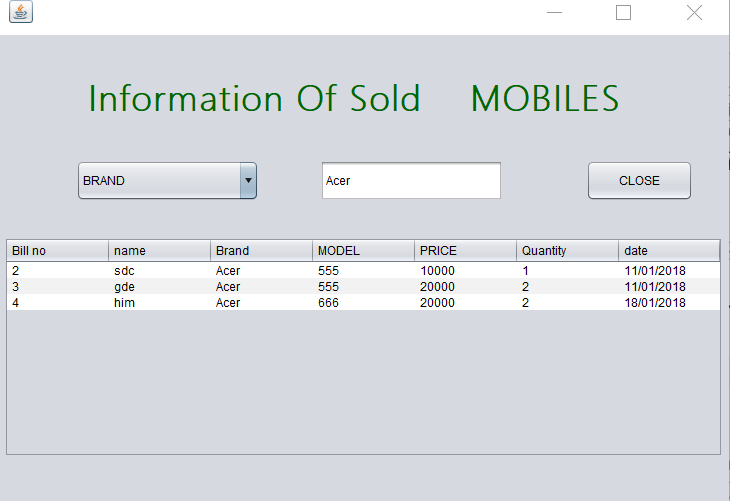 Information Of Sold MOBILES
BRAND Acer CLOSE
Bill no name Brand MODEL PRICE Quantity date
2 sdc Acer 555 10000 1 11/01/2018
3 gde Acer 555 20000 2 11/01/2018
4 him Acer 666 20000 2 18/01/2018